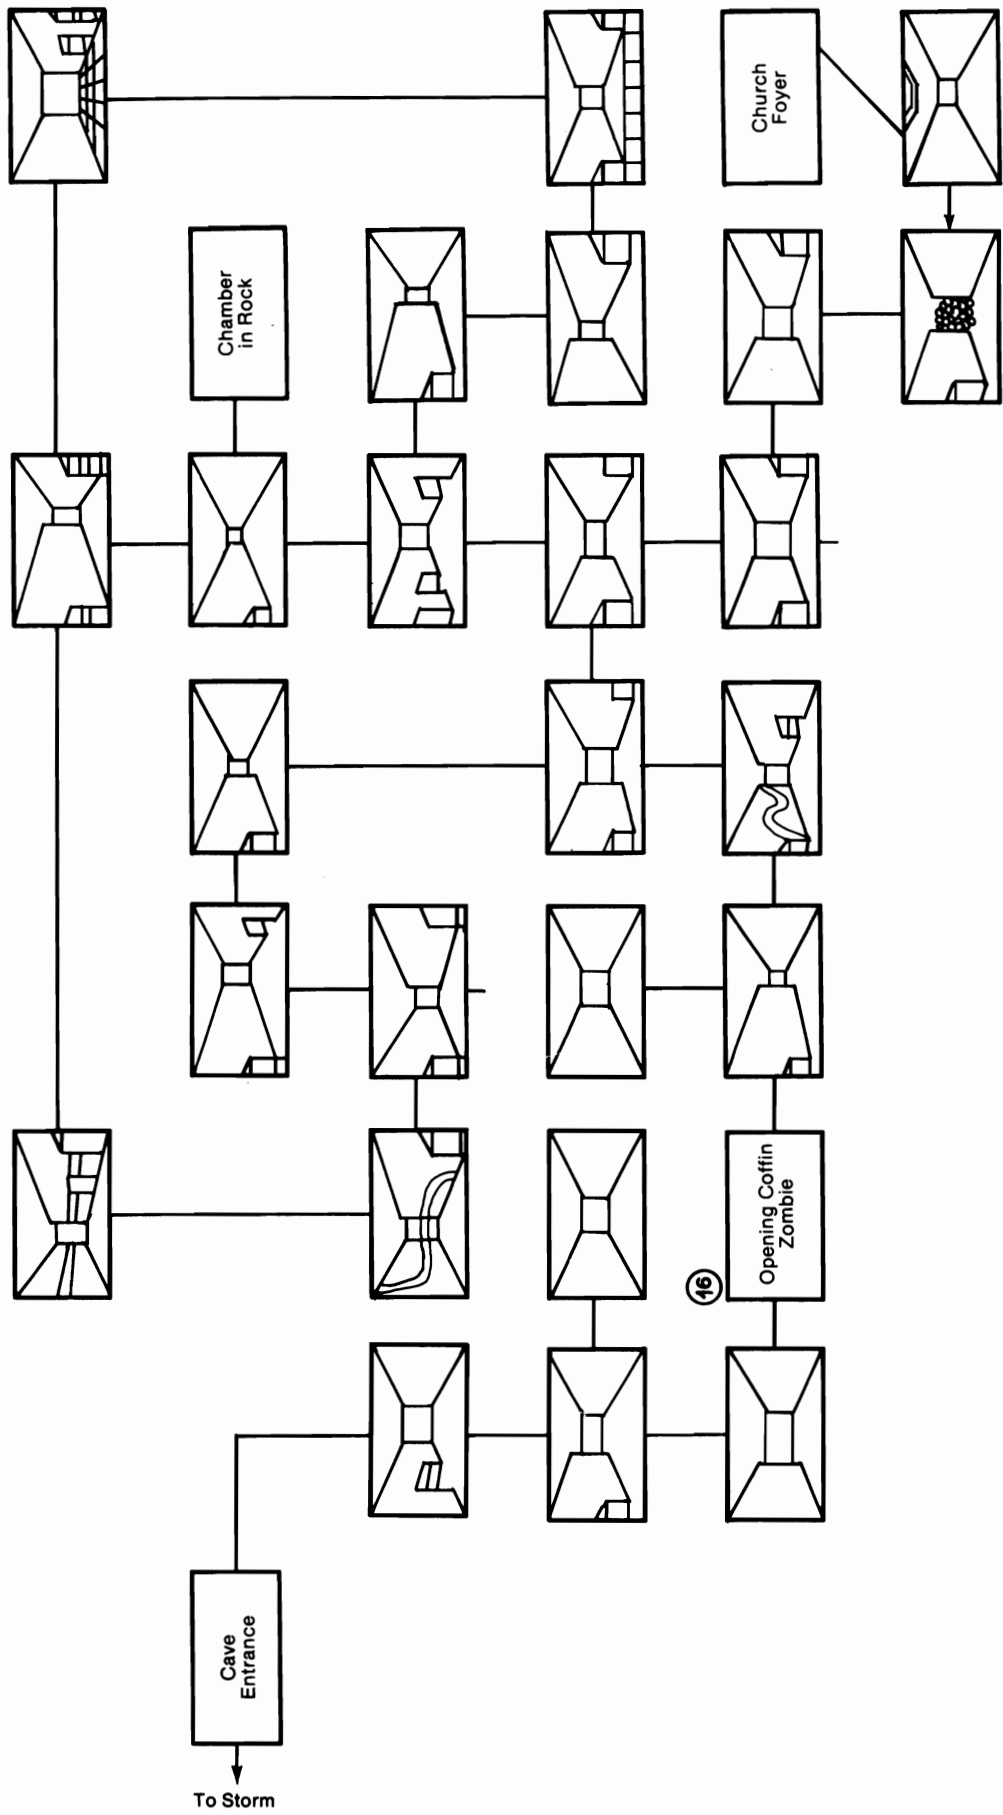 Church
Foyer
Chamber
in Rock
Opening Coffin
Zombie
16
Cave
Entrance
To Storm